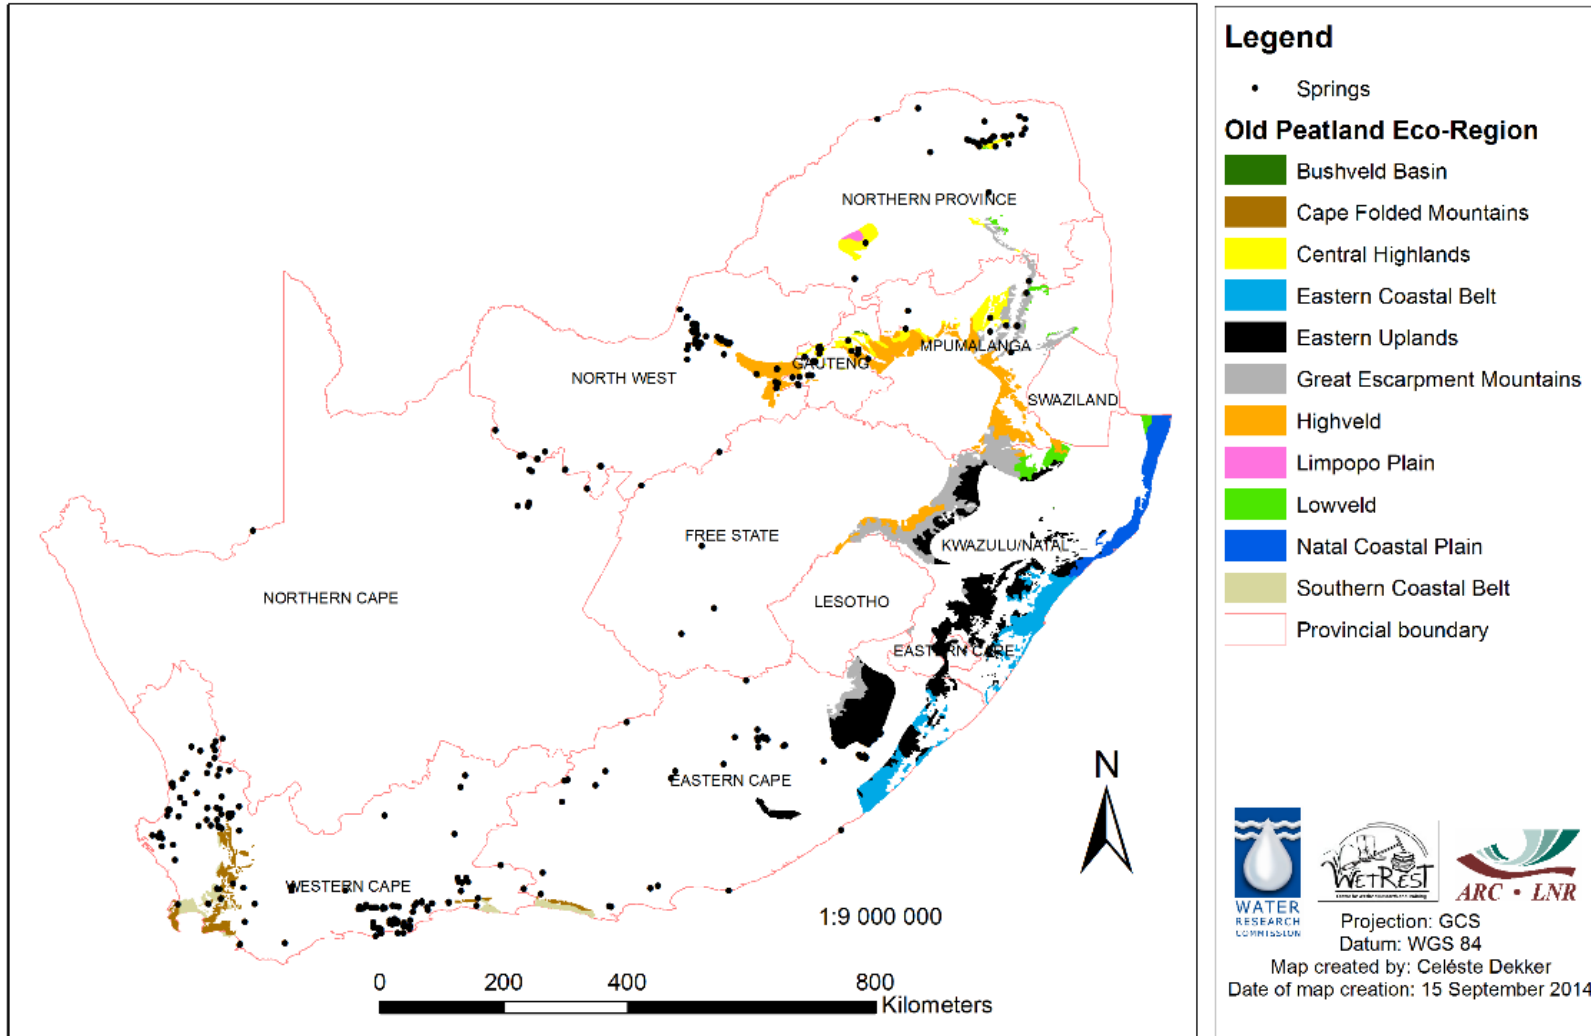 NORTHERN PROVINCE
MPUMALANGA
GAUTENG
NORTH WEST
SWAZILAND
FREE STATE
KWAZULU/NATAL
NORTHERN CAPE
LESOTHO
EASTERN CAPE
EASTERN CAPE
WESTERN CAPE
N
1:9 000 000
0 200 400 800
Kilometers
Legend
Springs
Old Peatland Eco-Region
Bushveld Basin
Cape Folded Mountains
Central Highlands
Eastern Coastal Belt
Eastern Uplands
Great Escarpment Mountains
Highveld
Limpopo Plain
Lowveld
Natal Coastal Plain
Southern Coastal Belt
Provincial boundary
WATER
RESEARCH
COMMISSION
WETREST
ARC • LNR
Projection: GCS
Datum: WGS 84
Map created by: Celéste Dekker
Date of map creation: 15 September 2014